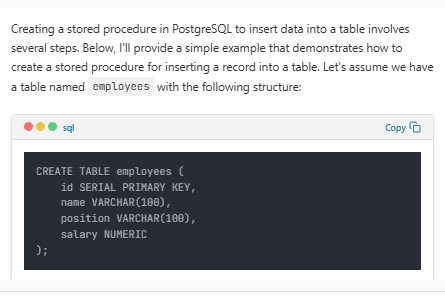 Creating a stored procedure in PostgreSQL to insert data into a table involves
several steps. Below, I'll provide a simple example that demonstrates how to
create a stored procedure for inserting a record into a table. Let's assume we have
a table named employees with the following structure:
sql Copy
CREATE TABLE employees (
    id SERIAL PRIMARY KEY,
    name VARCHAR(100),
    position VARCHAR(100),
    salary NUMERIC
);